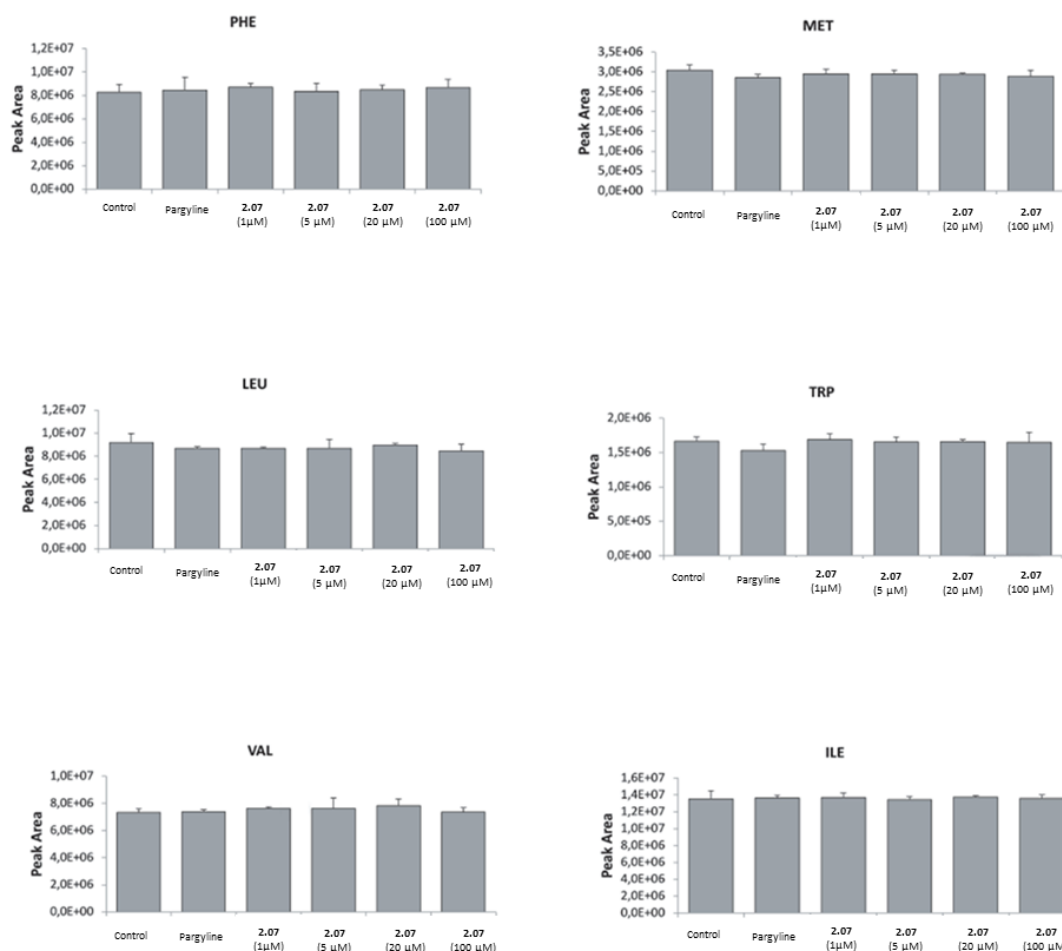 PHE
Peak Area
1,2E+07
1,0E+07
8,0E+06
6,0E+06
4,0E+06
2,0E+06
0,0E+00
Control Pargyline 2.07 2.07 2.07 2.07
(1µM) (5 µM) (20 µM) (100 µM)
MET
Peak Area
3,5E+06
3,0E+06
2,5E+06
2,0E+06
1,5E+06
1,0E+06
5,0E+05
0,0E+00
Control Pargyline 2.07 2.07 2.07 2.07
(1µM) (5 µM) (20 µM) (100 µM)
LEU
Peak Area
1,2E+07
1,0E+07
8,0E+06
6,0E+06
4,0E+06
2,0E+06
0,0E+00
Control Pargyline 2.07 2.07 2.07 2.07
(1µM) (5 µM) (20 µM) (100 µM)
TRP
Peak Area
2,0E+06
1,5E+06
1,0E+06
5,0E+05
0,0E+00
Control Pargyline 2.07 2.07 2.07 2.07
(1µM) (5 µM) (20 µM) (100 µM)
VAL
Peak Area
1,0E+07
8,0E+06
6,0E+06
4,0E+06
2,0E+06
0,0E+00
Control Pargyline 2.07 2.07 2.07 2.07
(1µM) (5 µM) (20 µM) (100 µM)
ILE
Peak Area
1,6E+07
1,4E+07
1,2E+07
1,0E+07
8,0E+06
6,0E+06
4,0E+06
2,0E+06
0,0E+00
Control Pargyline 2.07 2.07 2.07 2.07
(1µM) (5 µM) (20 µM) (100 µM)